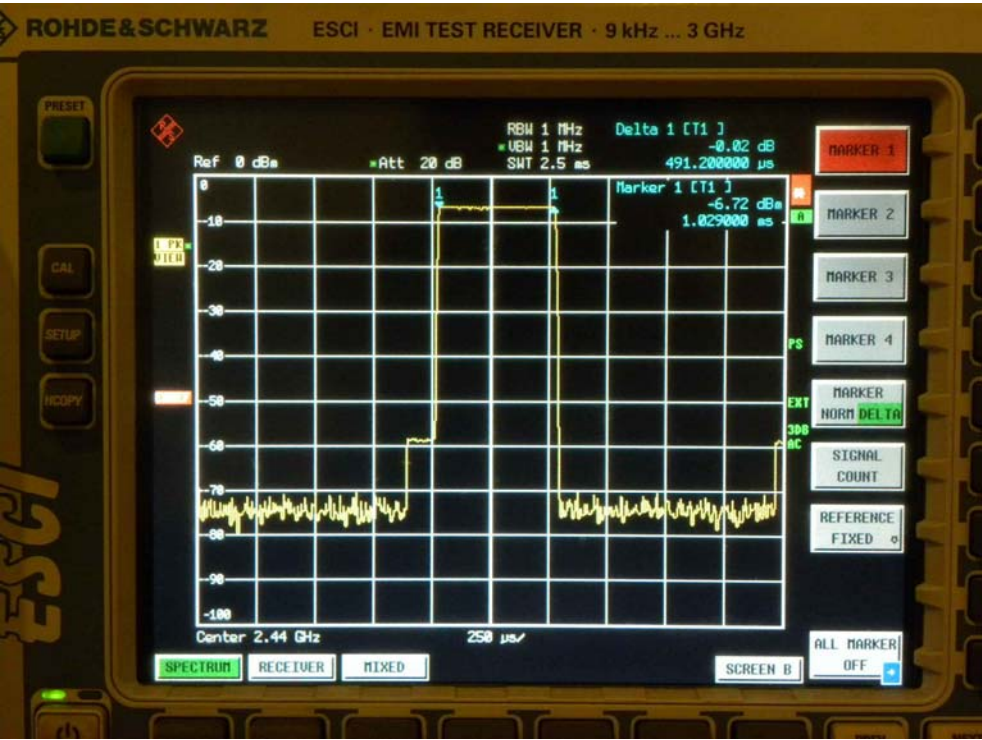 ROHDE&SCHWARZ ESCI · EMI TEST RECEIVER · 9 kHz ... 3 GHz
PRESET
CAL
SETUP
HCOPY
ESCI
RBW 1 MHz
VBW 1 MHz
SWT 2.5 ms
Ref 0 dBm
Att 20 dB
Delta 1 [T1 ]
-0.02 dB
491.200000 µs
Marker 1 [T1 ]
-6.72 dBm
1.029000 ms
1 1
A
1 PK
VIEW
0
-10
-20
-30
-40
-50
-60
-70
-80
-90
-100
PS
EXT
3DB
AC
Center 2.44 GHz
250 µs/
MARKER 1
MARKER 2
MARKER 3
MARKER 4
MARKER
NORM DELTA
SIGNAL
COUNT
REFERENCE
FIXED
ALL MARKER
OFF
SPECTRUM
RECEIVER
MIXED
SCREEN B